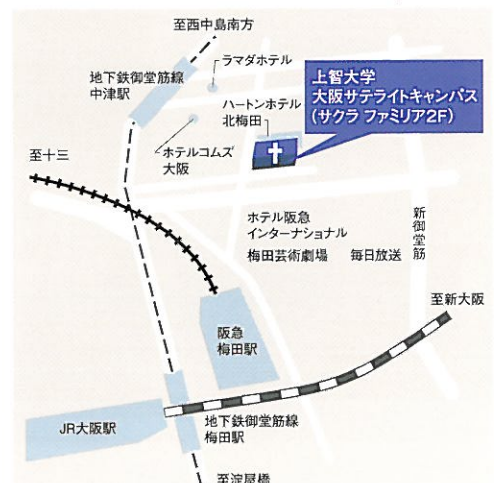 至西中島南方
ラマダホテル
地下鉄御堂筋線
中津駅
上智大学
大阪サテライトキャンパス
(サクラ ファミリア2F)
ハートンホテル
北梅田
至十三
ホテルコムズ
大阪
ホテル阪急
インターナショナル
梅田芸術劇場 毎日放送
新御堂筋
至新大阪
阪急
梅田駅
地下鉄御堂筋線
梅田駅
JR大阪駅
至淀屋橋